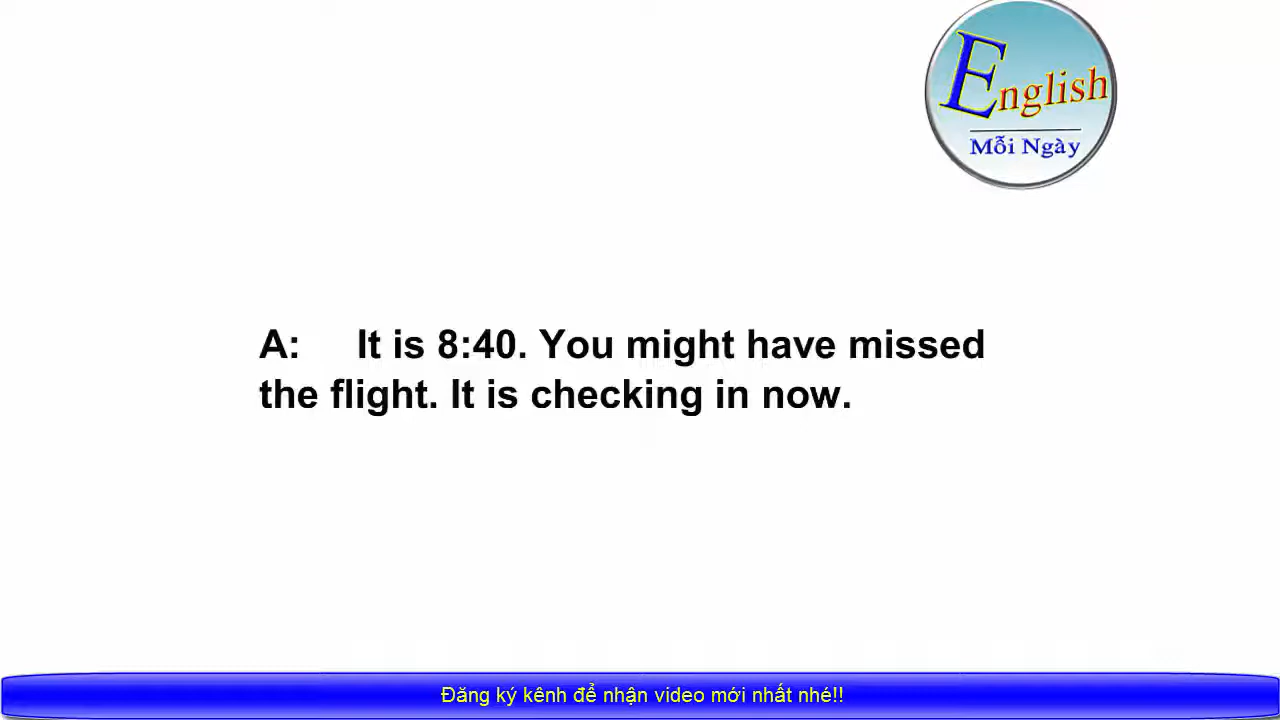 English
Mỗi Ngày
A: It is 8:40. You might have missed
the flight. It is checking in now.
Đăng ký kênh để nhận video mới nhất nhé!!